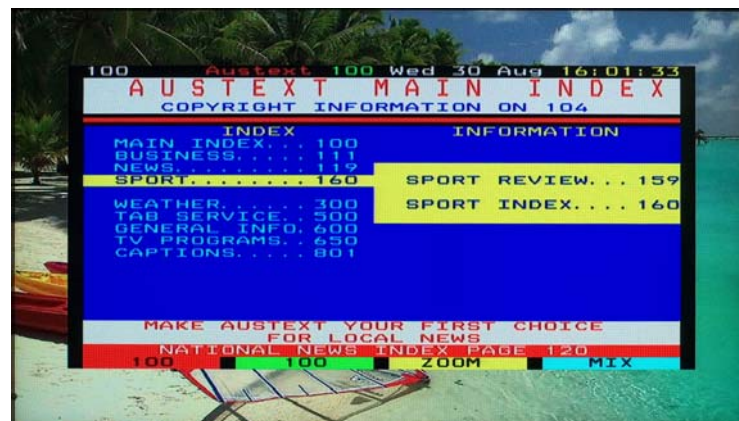 100 Austext 100 Wed 30 Aug 16:01:33
AUSTEXT MAIN INDEX
COPYRIGHT INFORMATION ON 104
INDEX
MAIN INDEX...100
BUSINESS.....111
NEWS.........119
SPORT........160
WEATHER......300
TAB SERVICE..500
GENERAL INFO.600
TV PROGRAMS..650
CAPTIONS.....801
INFORMATION
SPORT REVIEW...159
SPORT INDEX....160
MAKE AUSTEXT YOUR FIRST CHOICE
FOR LOCAL NEWS
NATIONAL NEWS INDEX PAGE 120
100 100 ZOOM MIX